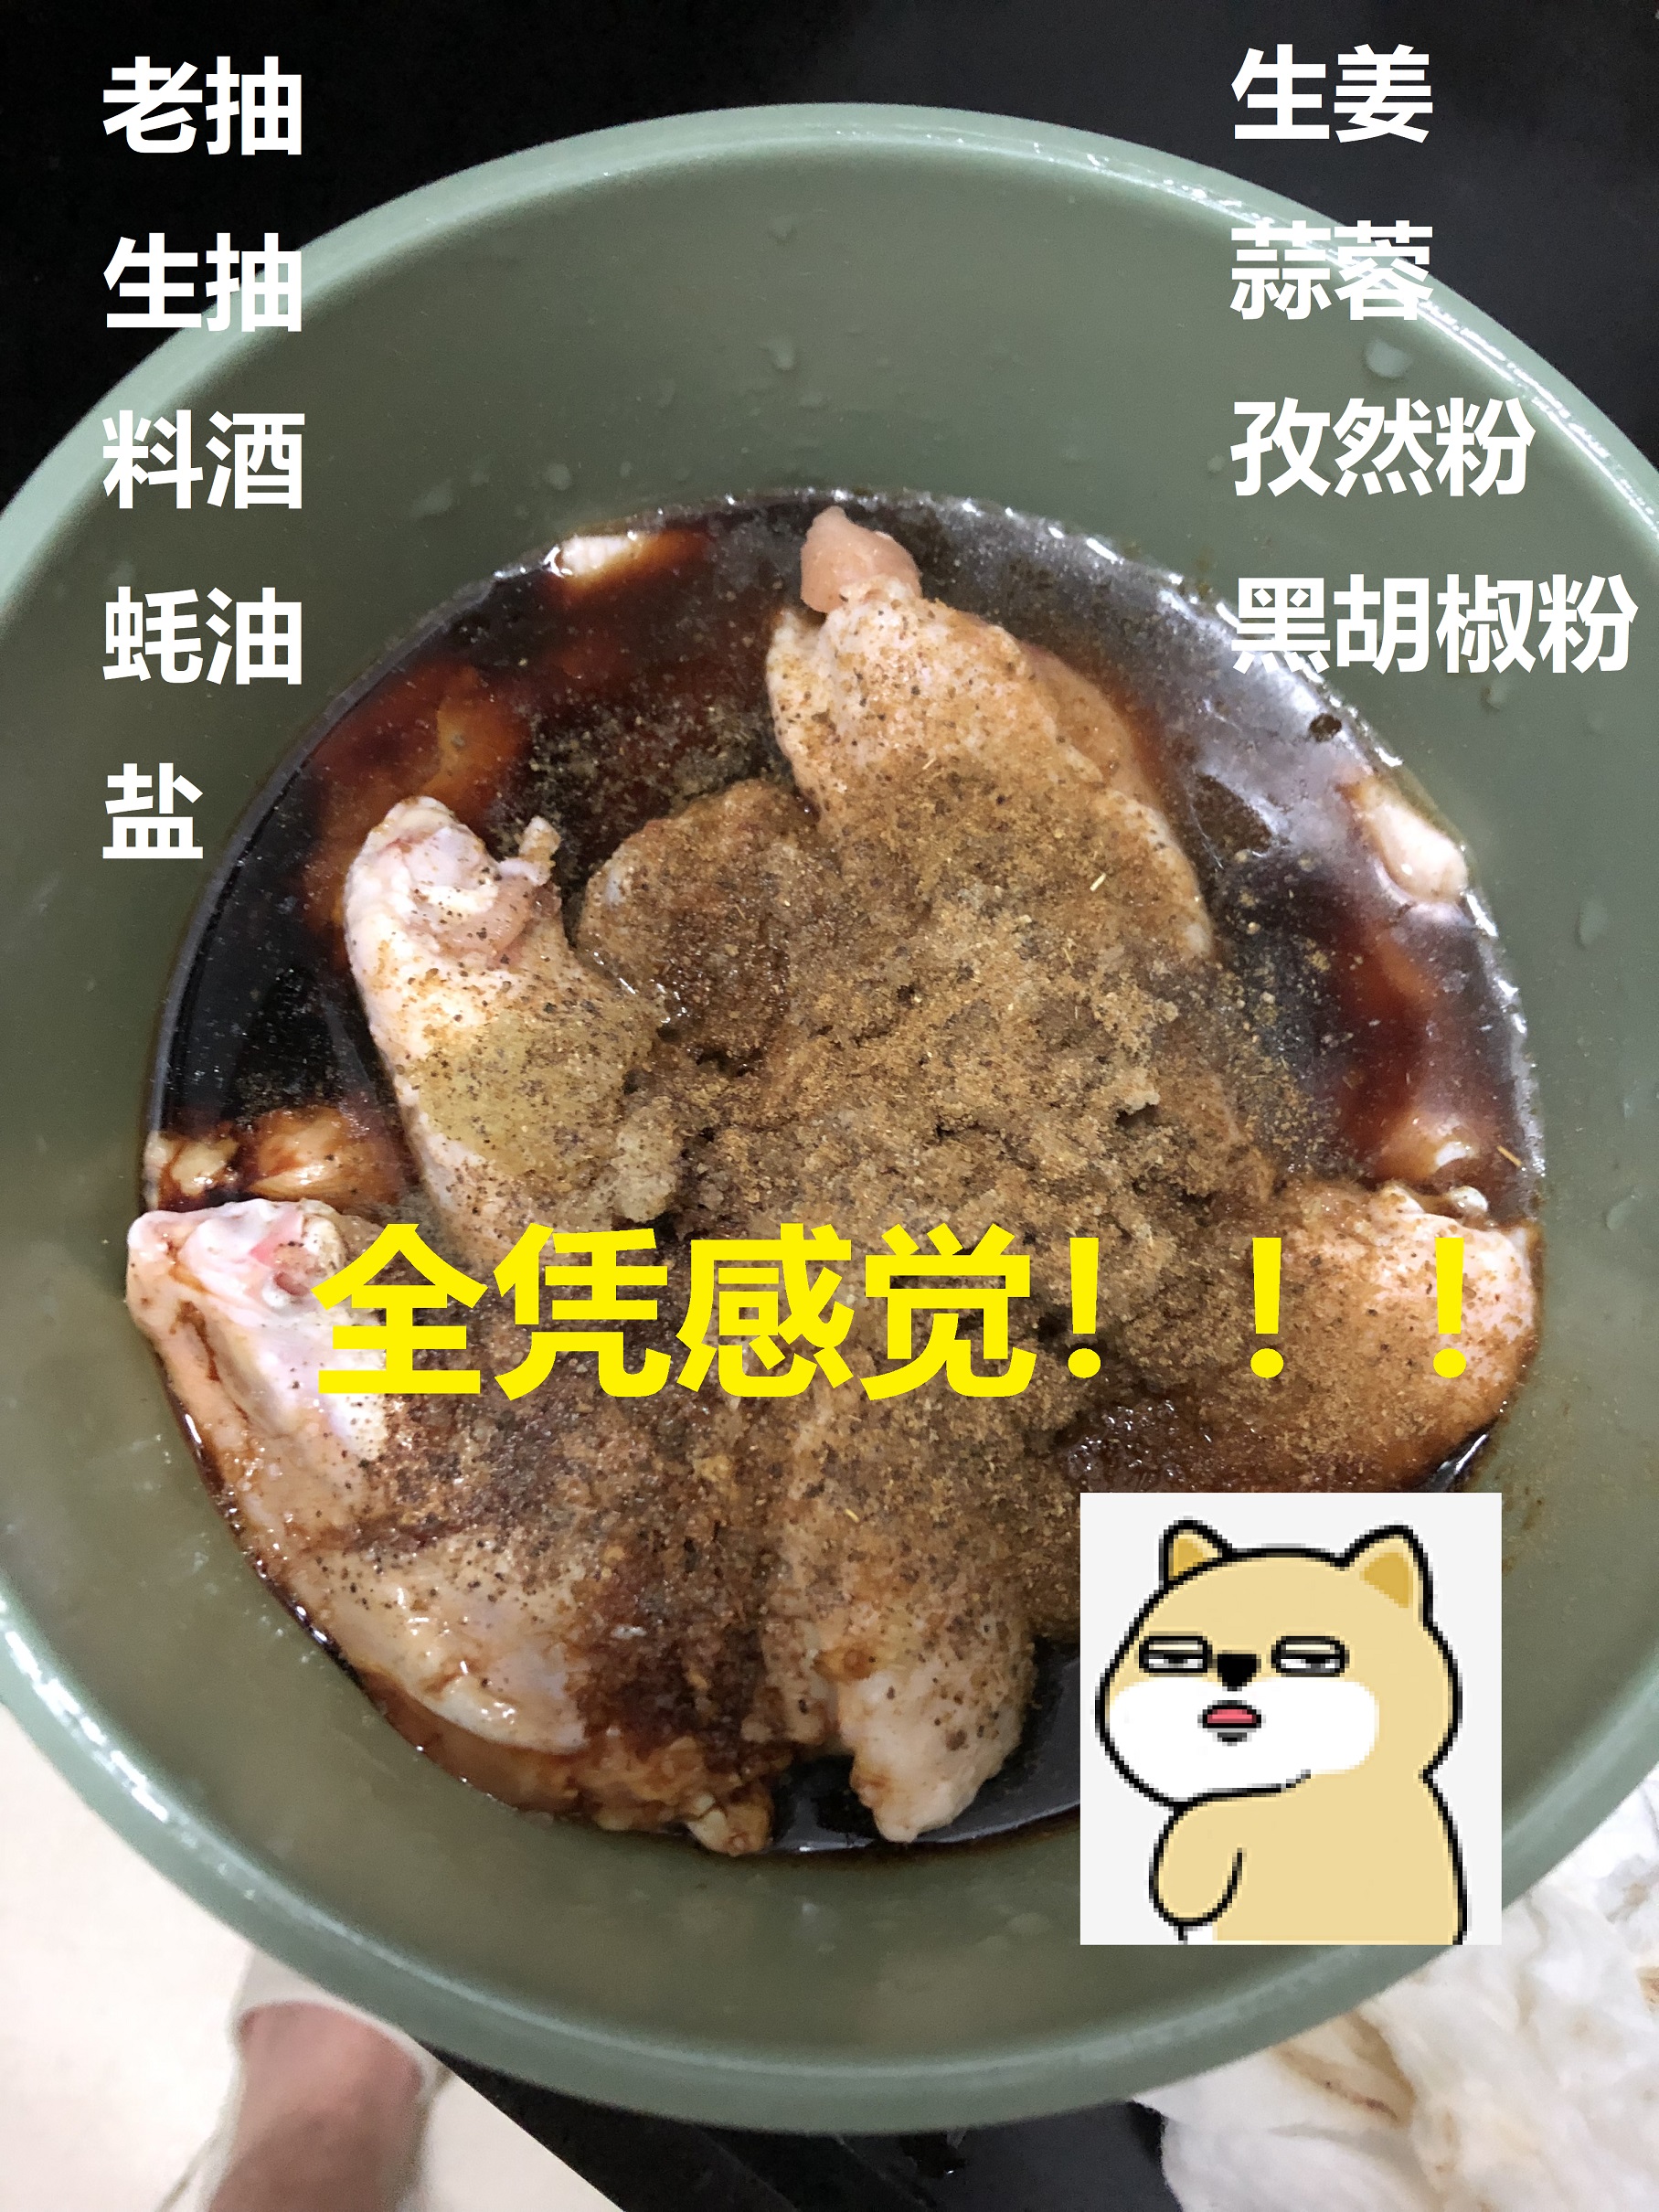 老抽
生抽
料酒
蚝油
盐
生姜
蒜蓉
孜然粉
黑胡椒粉
全凭感觉！！！